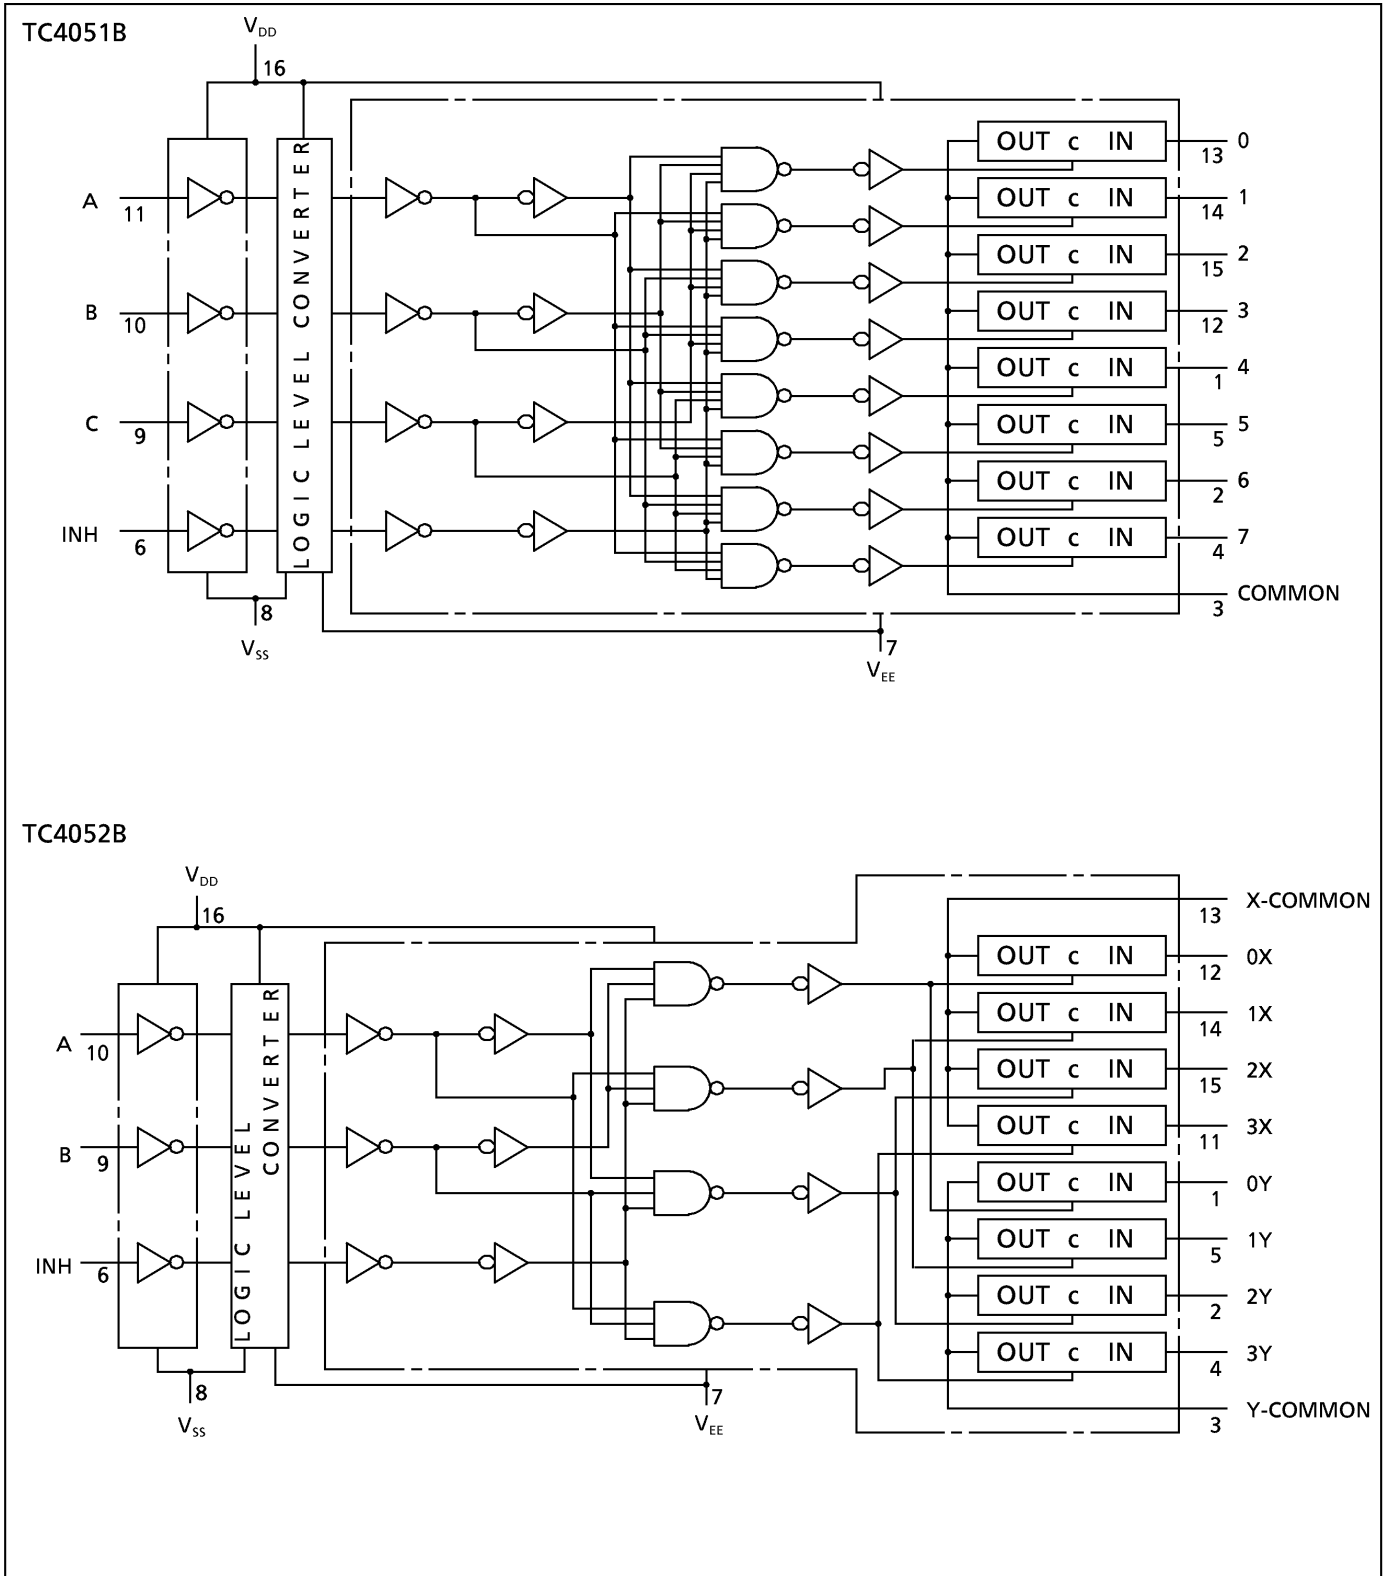 TC4051B
VDD
16
LOGIC LEVEL CONVERTER
A
11
B
10
C
9
INH
6
8
VSS
OUT c IN
13
0
OUT c IN
14
1
OUT c IN
15
2
OUT c IN
12
3
OUT c IN
1
4
OUT c IN
5
5
OUT c IN
2
6
OUT c IN
4
7
3
COMMON
7
VEE
TC4052B
VDD
16
LOGIC LEVEL
CONVERTER
A
10
B
9
INH
6
8
VSS
13
X-COMMON
OUT c IN
12
0X
OUT c IN
14
1X
OUT c IN
15
2X
OUT c IN
11
3X
OUT c IN
1
0Y
OUT c IN
5
1Y
OUT c IN
2
2Y
OUT c IN
4
3Y
3
Y-COMMON
7
VEE